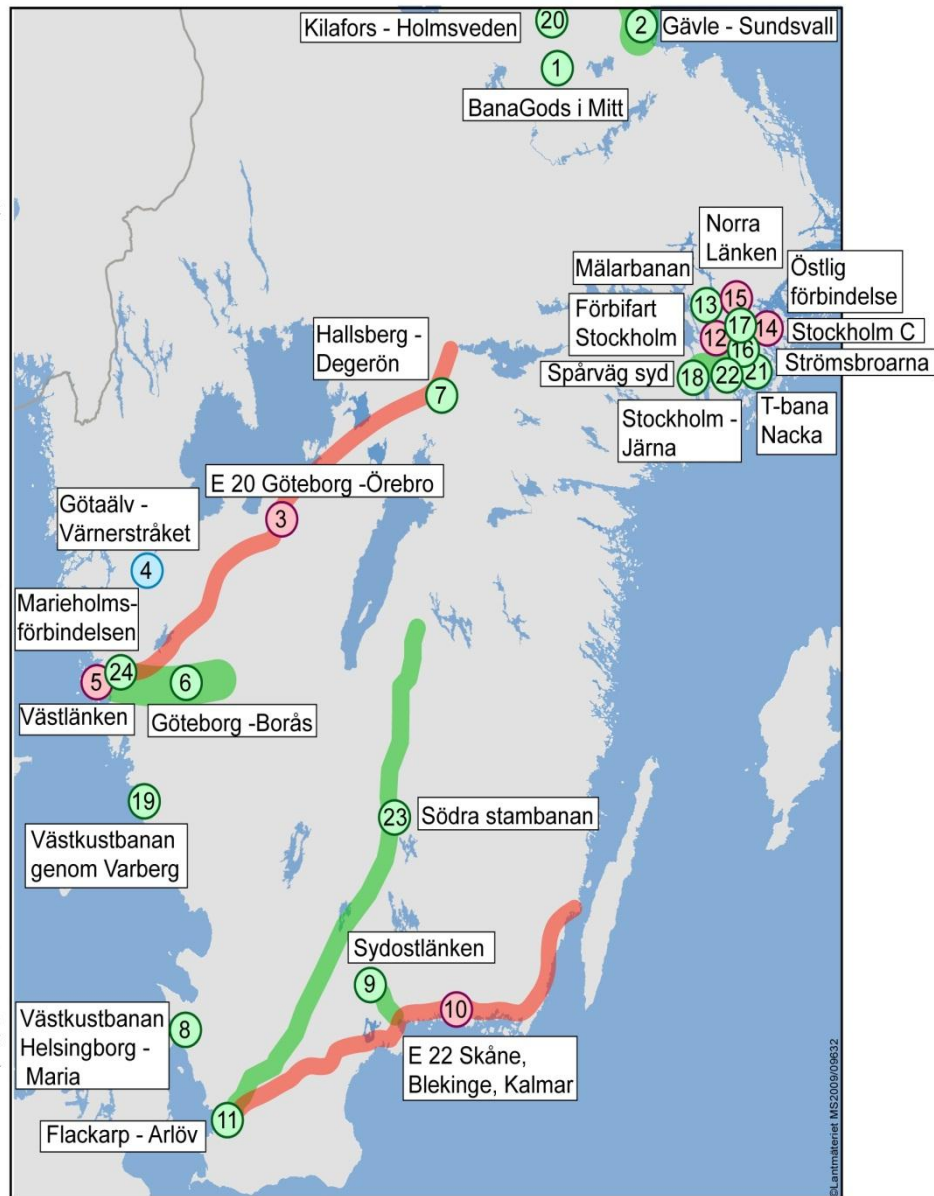 Kilafors - Holmsveden
20
2
Gävle - Sundsvall
1
BanaGods i Mitt
Norra
Länken
Mälarbanan
Östlig
förbindelse
13
15
Förbifart
Stockholm
17
14
12
Stockholm C
16
Strömsbroarna
Spårväg syd
18
22
21
Stockholm -
Järna
T-bana
Nacka
Hallsberg -
Degerön
7
E 20 Göteborg -Örebro
3
Götaälv -
Värnerstråket
4
Marieholms-
förbindelsen
5
24
6
Västlänken
Göteborg -Borås
19
Västkustbanan
genom Varberg
23
Södra stambanan
Sydostlänken
9
10
E 22 Skåne,
Blekinge, Kalmar
Västkustbanan
Helsingborg -
Maria
8
11
Flackarp - Arlöv
©Lantmäteriet MS2009/09632